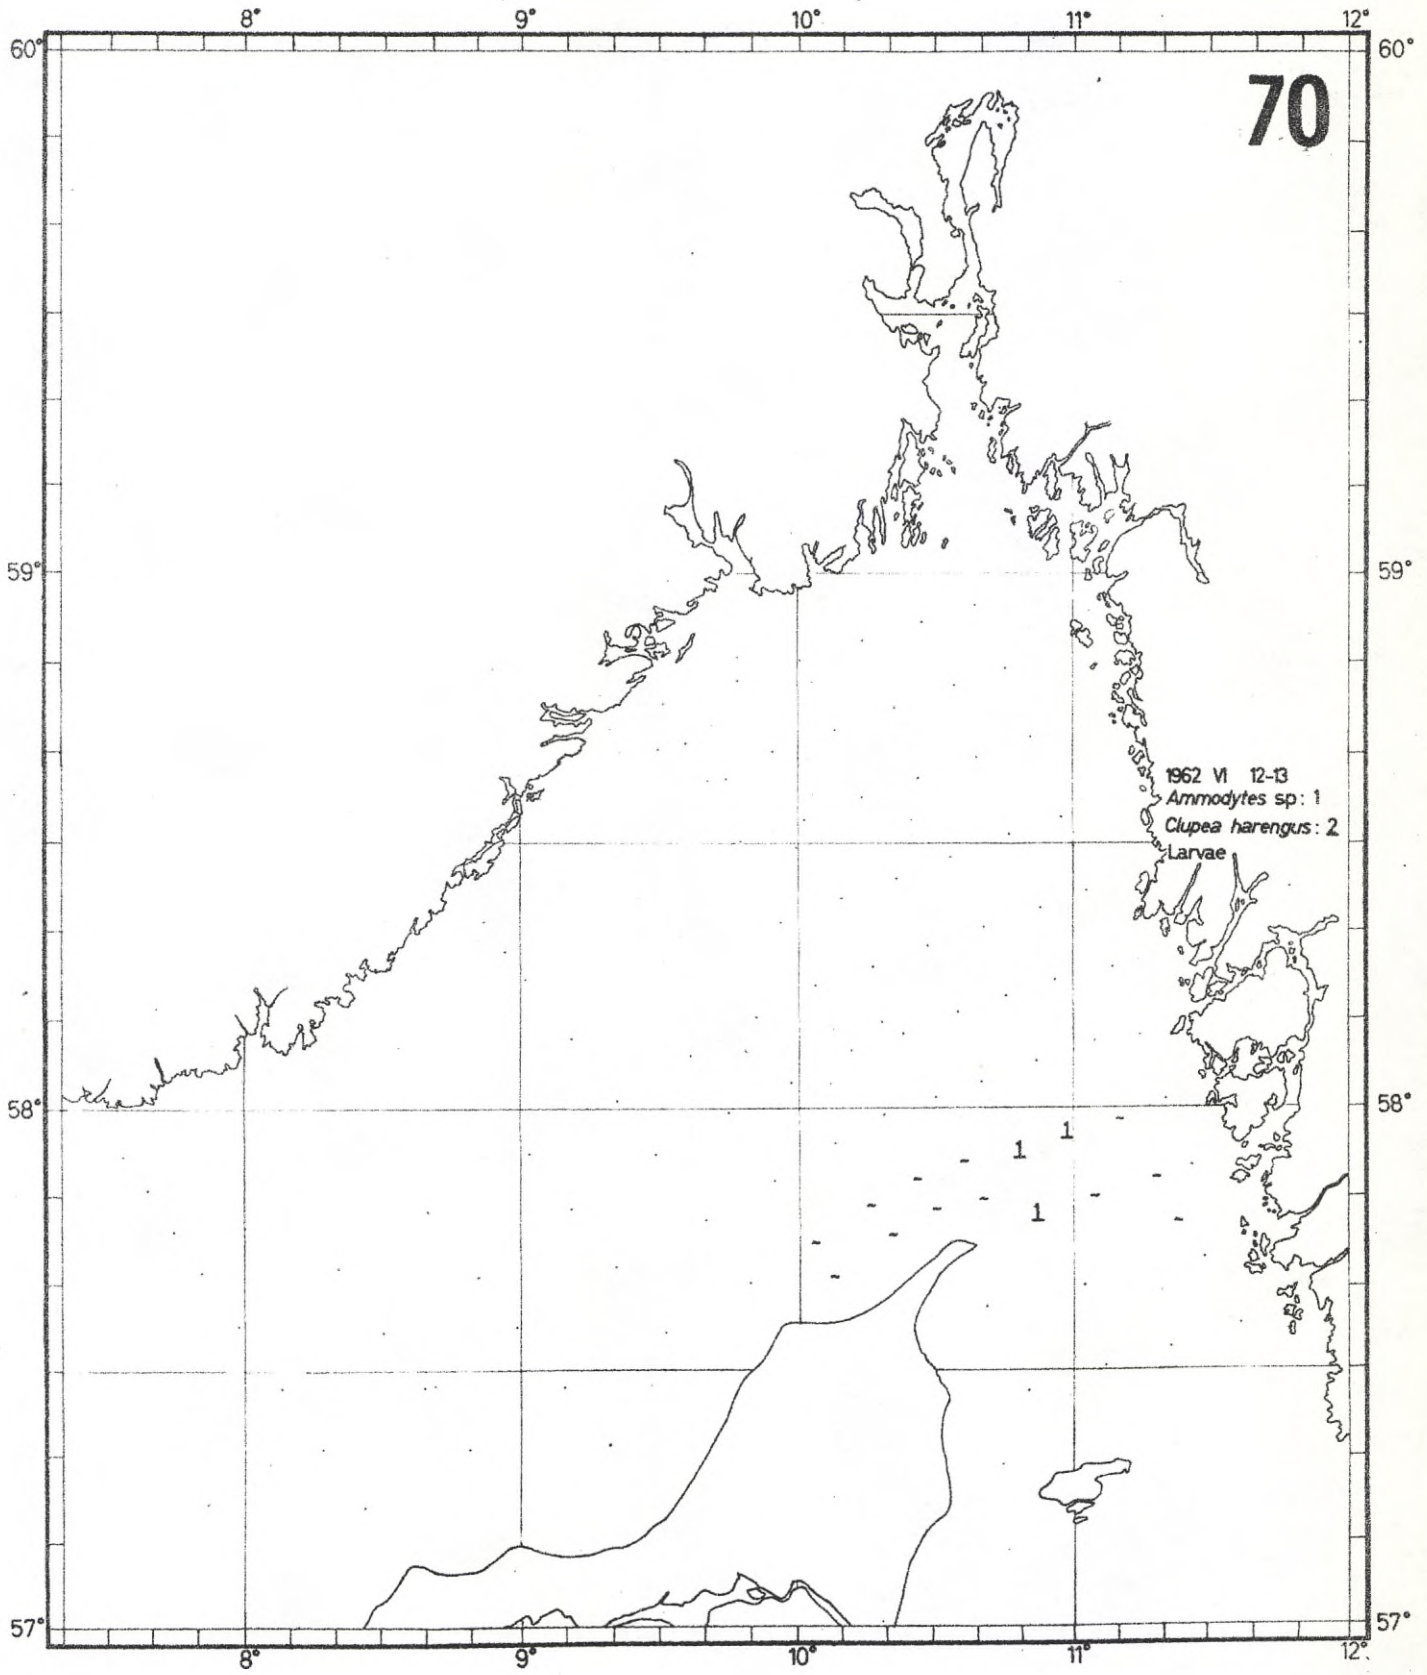 8° 9° 10° 11° 12°
60° 60°
70
59° 59°
1962 VI 12-13
Ammodytes sp: 1
Clupea harengus: 2
Larvae
58° 58°
1 1
1
57° 57°
8° 9° 10° 11° 12°